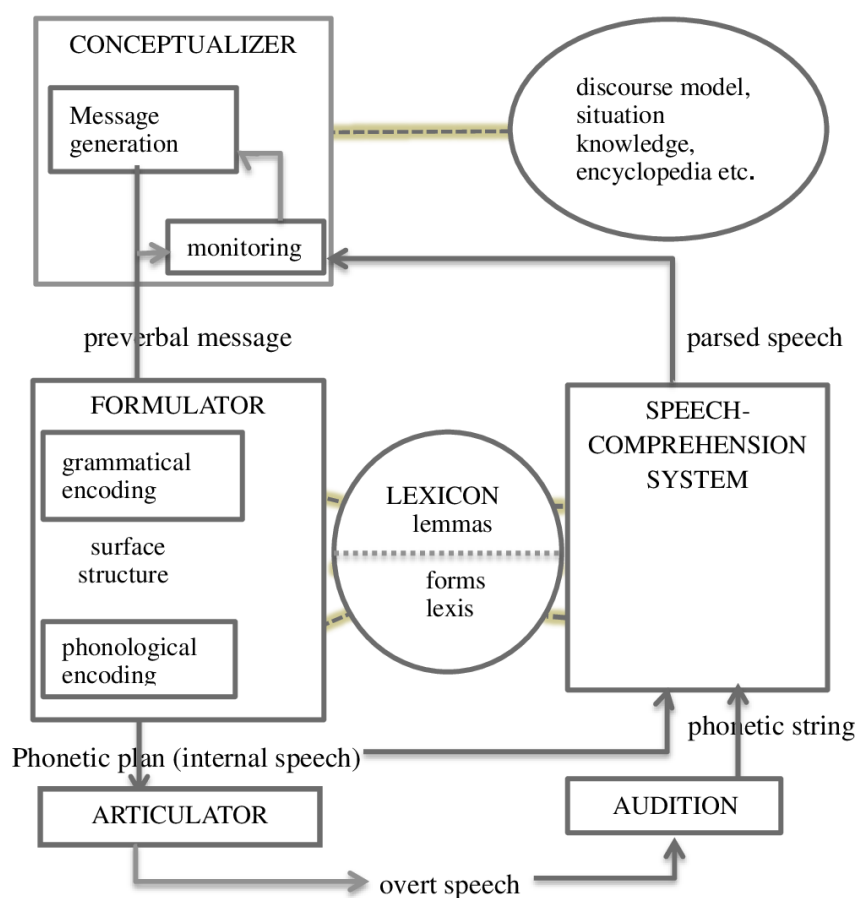 CONCEPTUALIZER
Message
generation
monitoring
discourse model,
situation
knowledge,
encyclopedia etc.
preverbal message
parsed speech
FORMULATOR
grammatical
encoding
surface
structure
phonological
encoding
LEXICON
lemmas
forms
lexis
SPEECH-
COMPREHENSION
SYSTEM
Phonetic plan (internal speech)
phonetic string
ARTICULATOR
AUDITION
overt speech